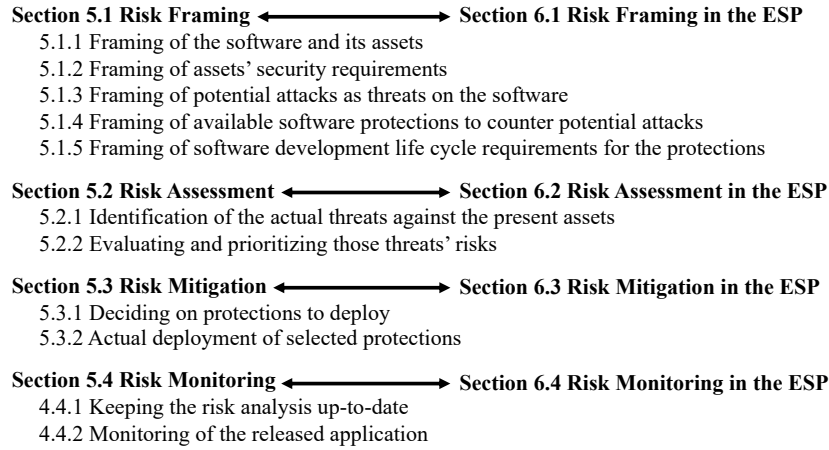 Section 5.1 Risk Framing Section 6.1 Risk Framing in the ESP
5.1.1 Framing of the software and its assets
5.1.2 Framing of assets' security requirements
5.1.3 Framing of potential attacks as threats on the software
5.1.4 Framing of available software protections to counter potential attacks
5.1.5 Framing of software development life cycle requirements for the protections
Section 5.2 Risk Assessment Section 6.2 Risk Assessment in the ESP
5.2.1 Identification of the actual threats against the present assets
5.2.2 Evaluating and prioritizing those threats' risks
Section 5.3 Risk Mitigation Section 6.3 Risk Mitigation in the ESP
5.3.1 Deciding on protections to deploy
5.3.2 Actual deployment of selected protections
Section 5.4 Risk Monitoring Section 6.4 Risk Monitoring in the ESP
4.4.1 Keeping the risk analysis up-to-date
4.4.2 Monitoring of the released application